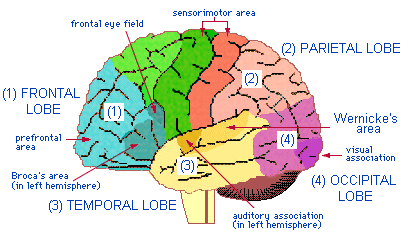 sensorimotor area
frontal eye field
(2) PARIETAL LOBE
(1) FRONTAL
LOBE
(1)
(2)
prefrontal
area
Wernicke's
area
(4)
visual
association
Broca's area
(in left hemisphere)
(3)
(4) OCCIPITAL
LOBE
(3) TEMPORAL LOBE
auditory association
(in left hemisphere)